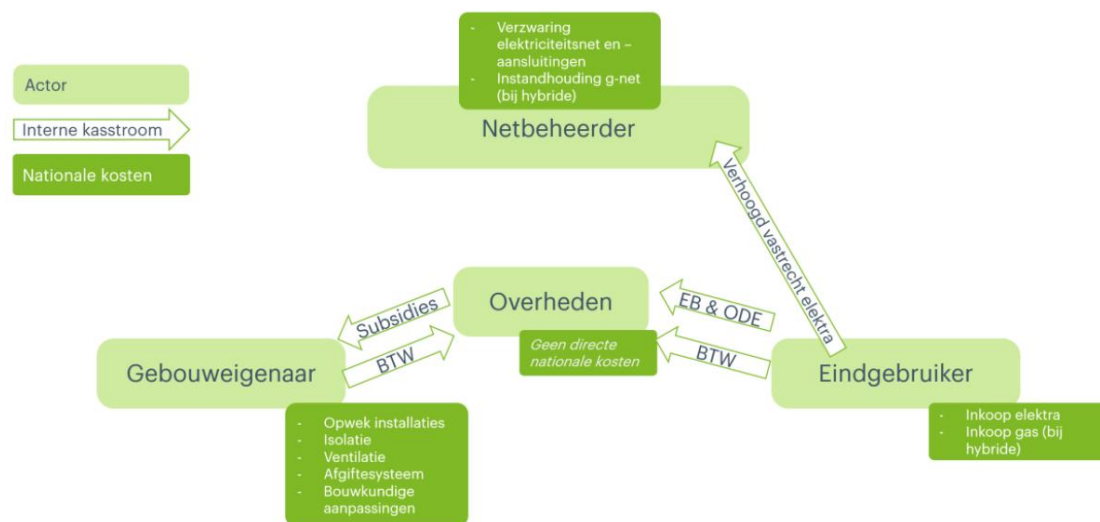 - Verzwaring
elektriciteitsnet en –
aansluitingen
- Instandhouding g-net
(bij hybride)
Actor
Interne kasstroom
Nationale kosten
Netbeheerder
Verhoogd vastrecht elektra
Overheden
Geen directe
nationale kosten
Subsidies
BTW
EB & ODE
BTW
Gebouweigenaar
- Opwek installaties
- Isolatie
- Ventilatie
- Afgiftesysteem
- Bouwkundige
aanpassingen
Eindgebruiker
- Inkoop elektra
- Inkoop gas (bij
hybride)